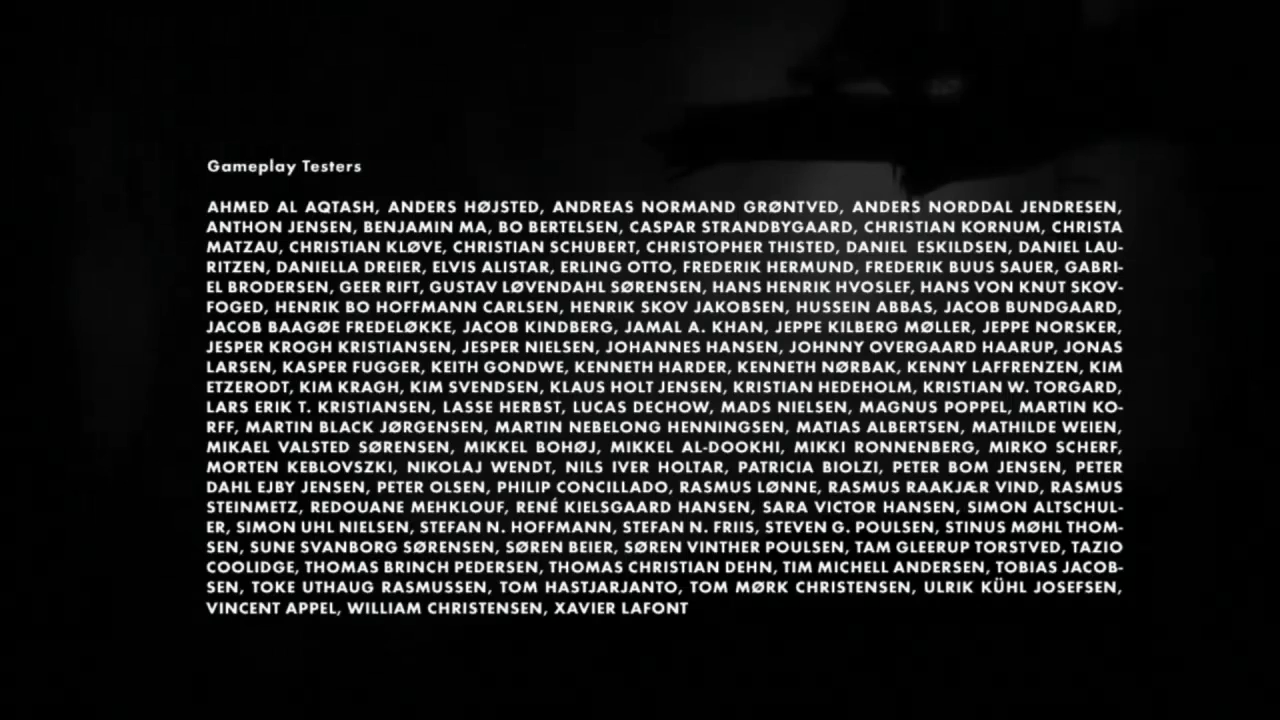 Gameplay Testers
AHMED AL AQTASH, ANDERS HØJSTED, ANDREAS NORMAND GRØNTVED, ANDERS NORDDAL JENDRESEN,
ANTHON JENSEN, BENJAMIN MA, BO BERTELSEN, CASPAR STRANDBYGAARD, CHRISTIAN KORNUM, CHRISTA
MATZAU, CHRISTIAN KLØVE, CHRISTIAN SCHUBERT, CHRISTOPHER THISTED, DANIEL ESKILDSEN, DANIEL LAU-
RITZEN, DANIELLA DREIER, ELVIS ALISTAR, ERLING OTTO, FREDERIK HERMUND, FREDERIK BUUS SAUER, GABRI-
EL BRODERSEN, GEER RIFT, GUSTAV LØVENDAHL SØRENSEN, HANS HENRIK HVOSLEF, HANS VON KNUT SKOV-
FOGED, HENRIK BO HOFFMANN CARLSEN, HENRIK SKOV JAKOBSEN, HUSSEIN ABBAS, JACOB BUNDGAARD,
JACOB BAAGØE FREDELØKKE, JACOB KINDBERG, JAMAL A. KHAN, JEPPE KILBERG MØLLER, JEPPE NORSKER,
JESPER KROGH KRISTIANSEN, JESPER NIELSEN, JOHANNES HANSEN, JOHNNY OVERGAARD HAARUP, JONAS
LARSEN, KASPER FUGGER, KEITH GONDWE, KENNETH HARDER, KENNETH NØRBAK, KENNY LAFFRENZEN, KIM
ETZERODT, KIM KRAGH, KIM SVENDSEN, KLAUS HOLT JENSEN, KRISTIAN HEDEHOLM, KRISTIAN W. TORGARD,
LARS ERIK T. KRISTIANSEN, LASSE HERBST, LUCAS DECHOW, MADS NIELSEN, MAGNUS POPPEL, MARTIN KO-
RFF, MARTIN BLACK JØRGENSEN, MARTIN NEBELONG HENNINGSEN, MATIAS ALBERTSEN, MATHILDE WEIEN,
MIKAEL VALSTED SØRENSEN, MIKKEL BOHØJ, MIKKEL AL-DOOKHI, MIKKI RONNENBERG, MIRKO SCHERF,
MORTEN KEBLOVSZKI, NIKOLAJ WENDT, NILS IVER HOLTAR, PATRICIA BIOLZI, PETER BOM JENSEN, PETER
DAHL EJBY JENSEN, PETER OLSEN, PHILIP CONCILLADO, RASMUS LØNNE, RASMUS RAAKJÆR VIND, RASMUS
STEINMETZ, REDOUANE MEHKLOUF, RENÉ KIELSGAARD HANSEN, SARA VICTOR HANSEN, SIMON ALTSCHUL-
ER, SIMON UHL NIELSEN, STEFAN N. HOFFMANN, STEFAN N. FRIIS, STEVEN G. POULSEN, STINUS MØHL THOM-
SEN, SUNE SVANBORG SØRENSEN, SØREN BEIER, SØREN VINTHER POULSEN, TAM GLEERUP TORSTVED, TAZIO
COOLIDGE, THOMAS BRINCH PEDERSEN, THOMAS CHRISTIAN DEHN, TIM MICHELL ANDERSEN, TOBIAS JACOB-
SEN, TOKE UTHAUG RASMUSSEN, TOM HASTJARJANTO, TOM MØRK CHRISTENSEN, ULRIK KÜHL JOSEFSEN,
VINCENT APPEL, WILLIAM CHRISTENSEN, XAVIER LAFONT